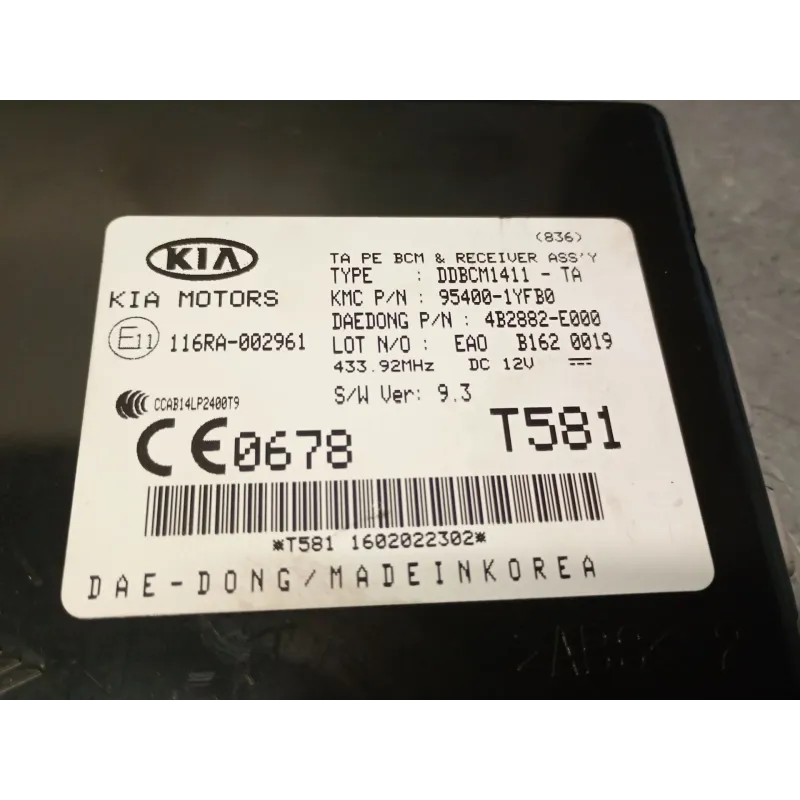 (836)
KIA
TA PE BCM & RECEIVER ASS'Y
KIA MOTORS
TYPE : DDBCM1411 - TA
KMC P/N : 95400-1YFB0
DAEDONG P/N : 4B2882-E000
E11 116RA-002961
LOT N/O : EAO B162 0019
433.92MHz DC 12V
S/W Ver: 9.3
CCAB14LP2400T9
CE0678
T581
*T581 1602022302*
DAE-DONG/MADEINKOREA